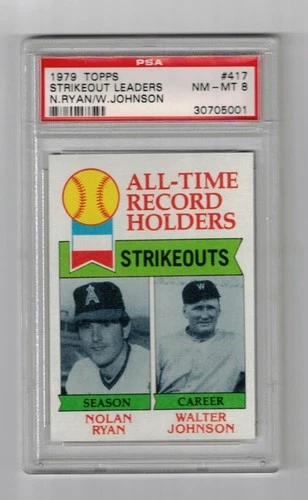 PSA
1979 TOPPS #417
STRIKEOUT LEADERS NM-MT 8
N.RYAN/W.JOHNSON
30705001
ALL-TIME
RECORD
HOLDERS
STRIKEOUTS
A
W
SEASON CAREER
NOLAN WALTER
RYAN JOHNSON